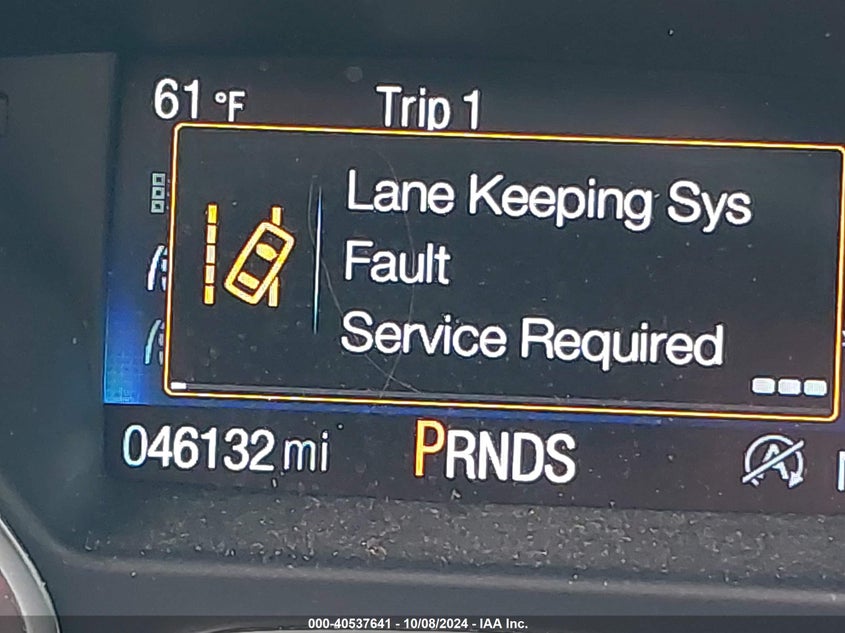 61 °F Trip 1
Lane Keeping Sys
Fault
Service Required
046132 mi PRNDS
000-40537641 - 10/08/2024 - IAA Inc.